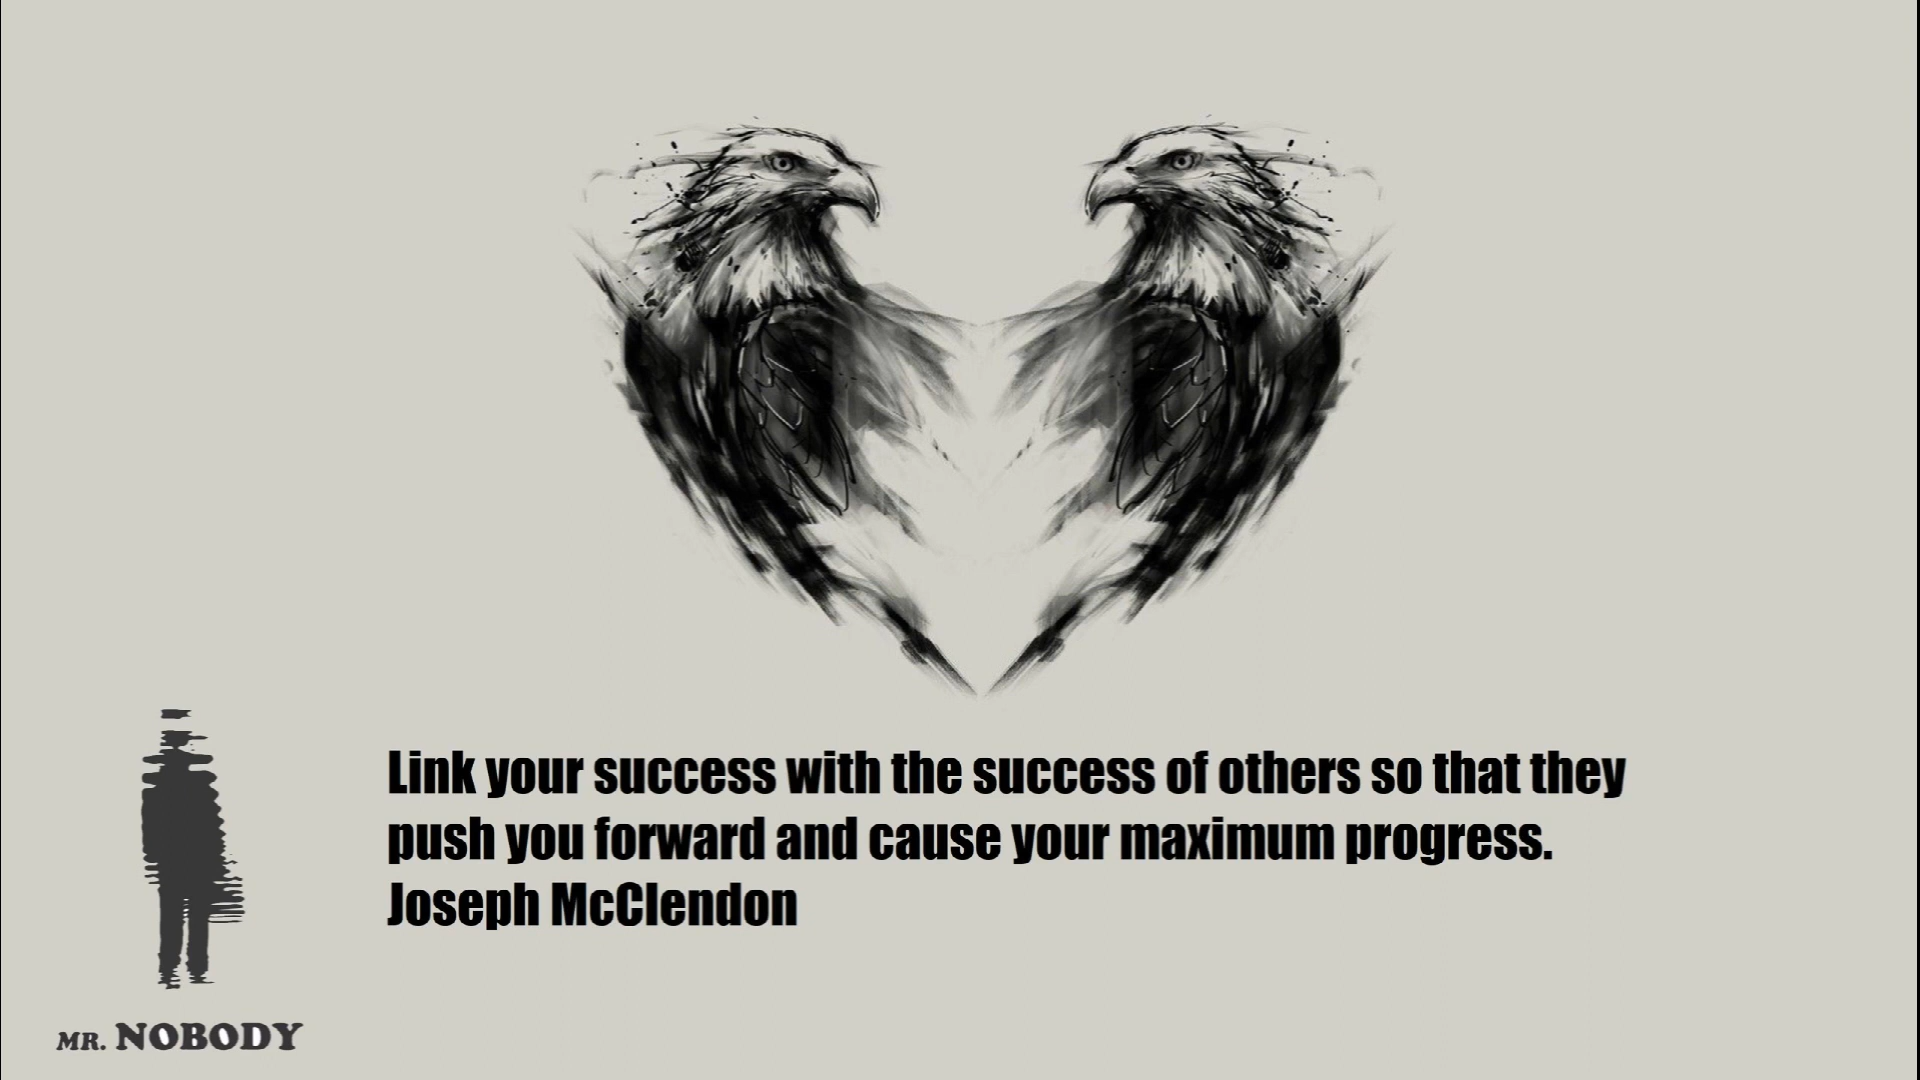 Link your success with the success of others so that they
push you forward and cause your maximum progress.
Joseph McClendon
MR. NOBODY